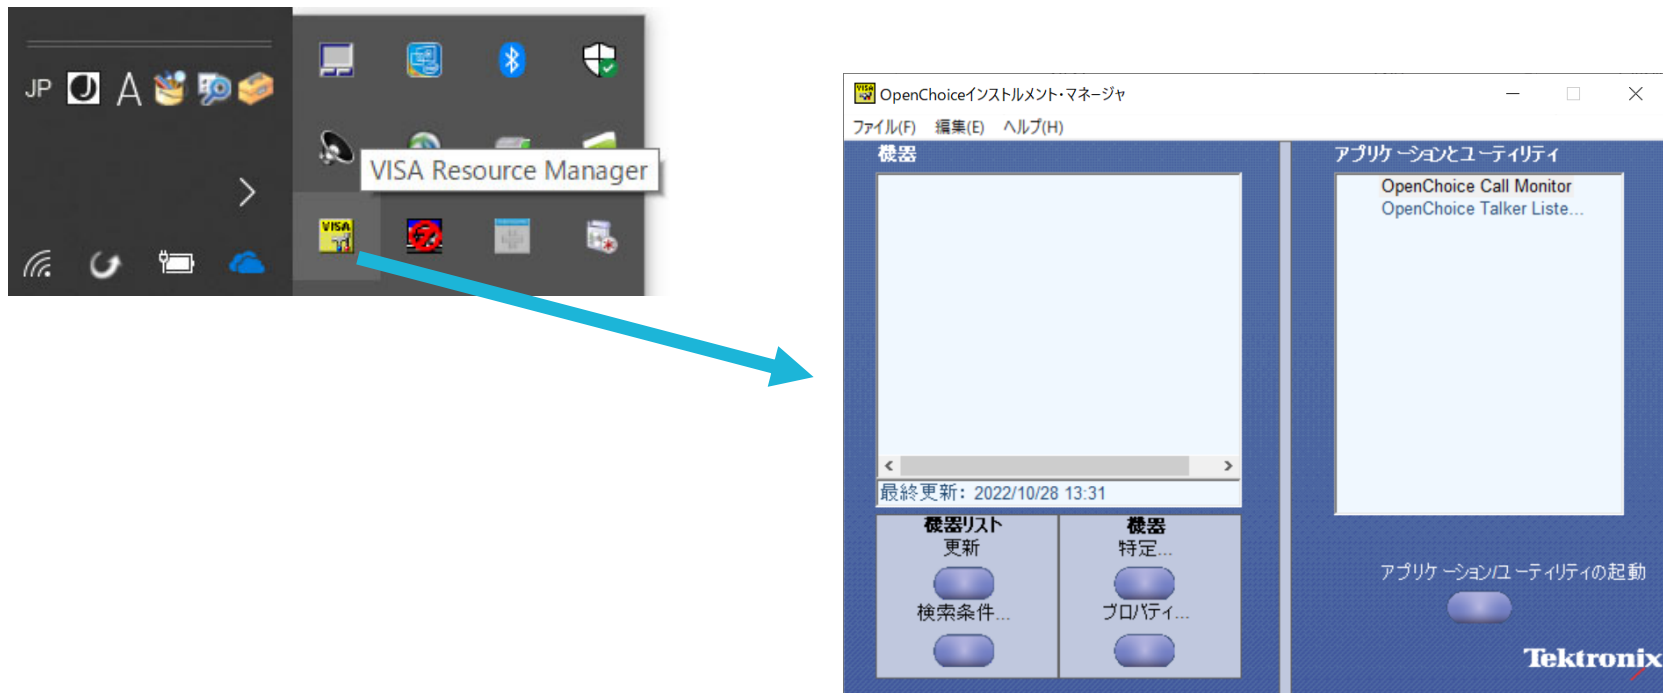 JP
A
VISA Resource Manager
VISA
OpenChoiceインストルメント・マネージャ
ファイル(F) 編集(E) ヘルプ(H)
機器
最終更新: 2022/10/28 13:31
機器リスト
更新
検索条件...
機器
特定...
プロパティ...
アプリケーションとユーティリティ
OpenChoice Call Monitor
OpenChoice Talker Liste...
アプリケーション/ユーティリティの起動
Tektronix